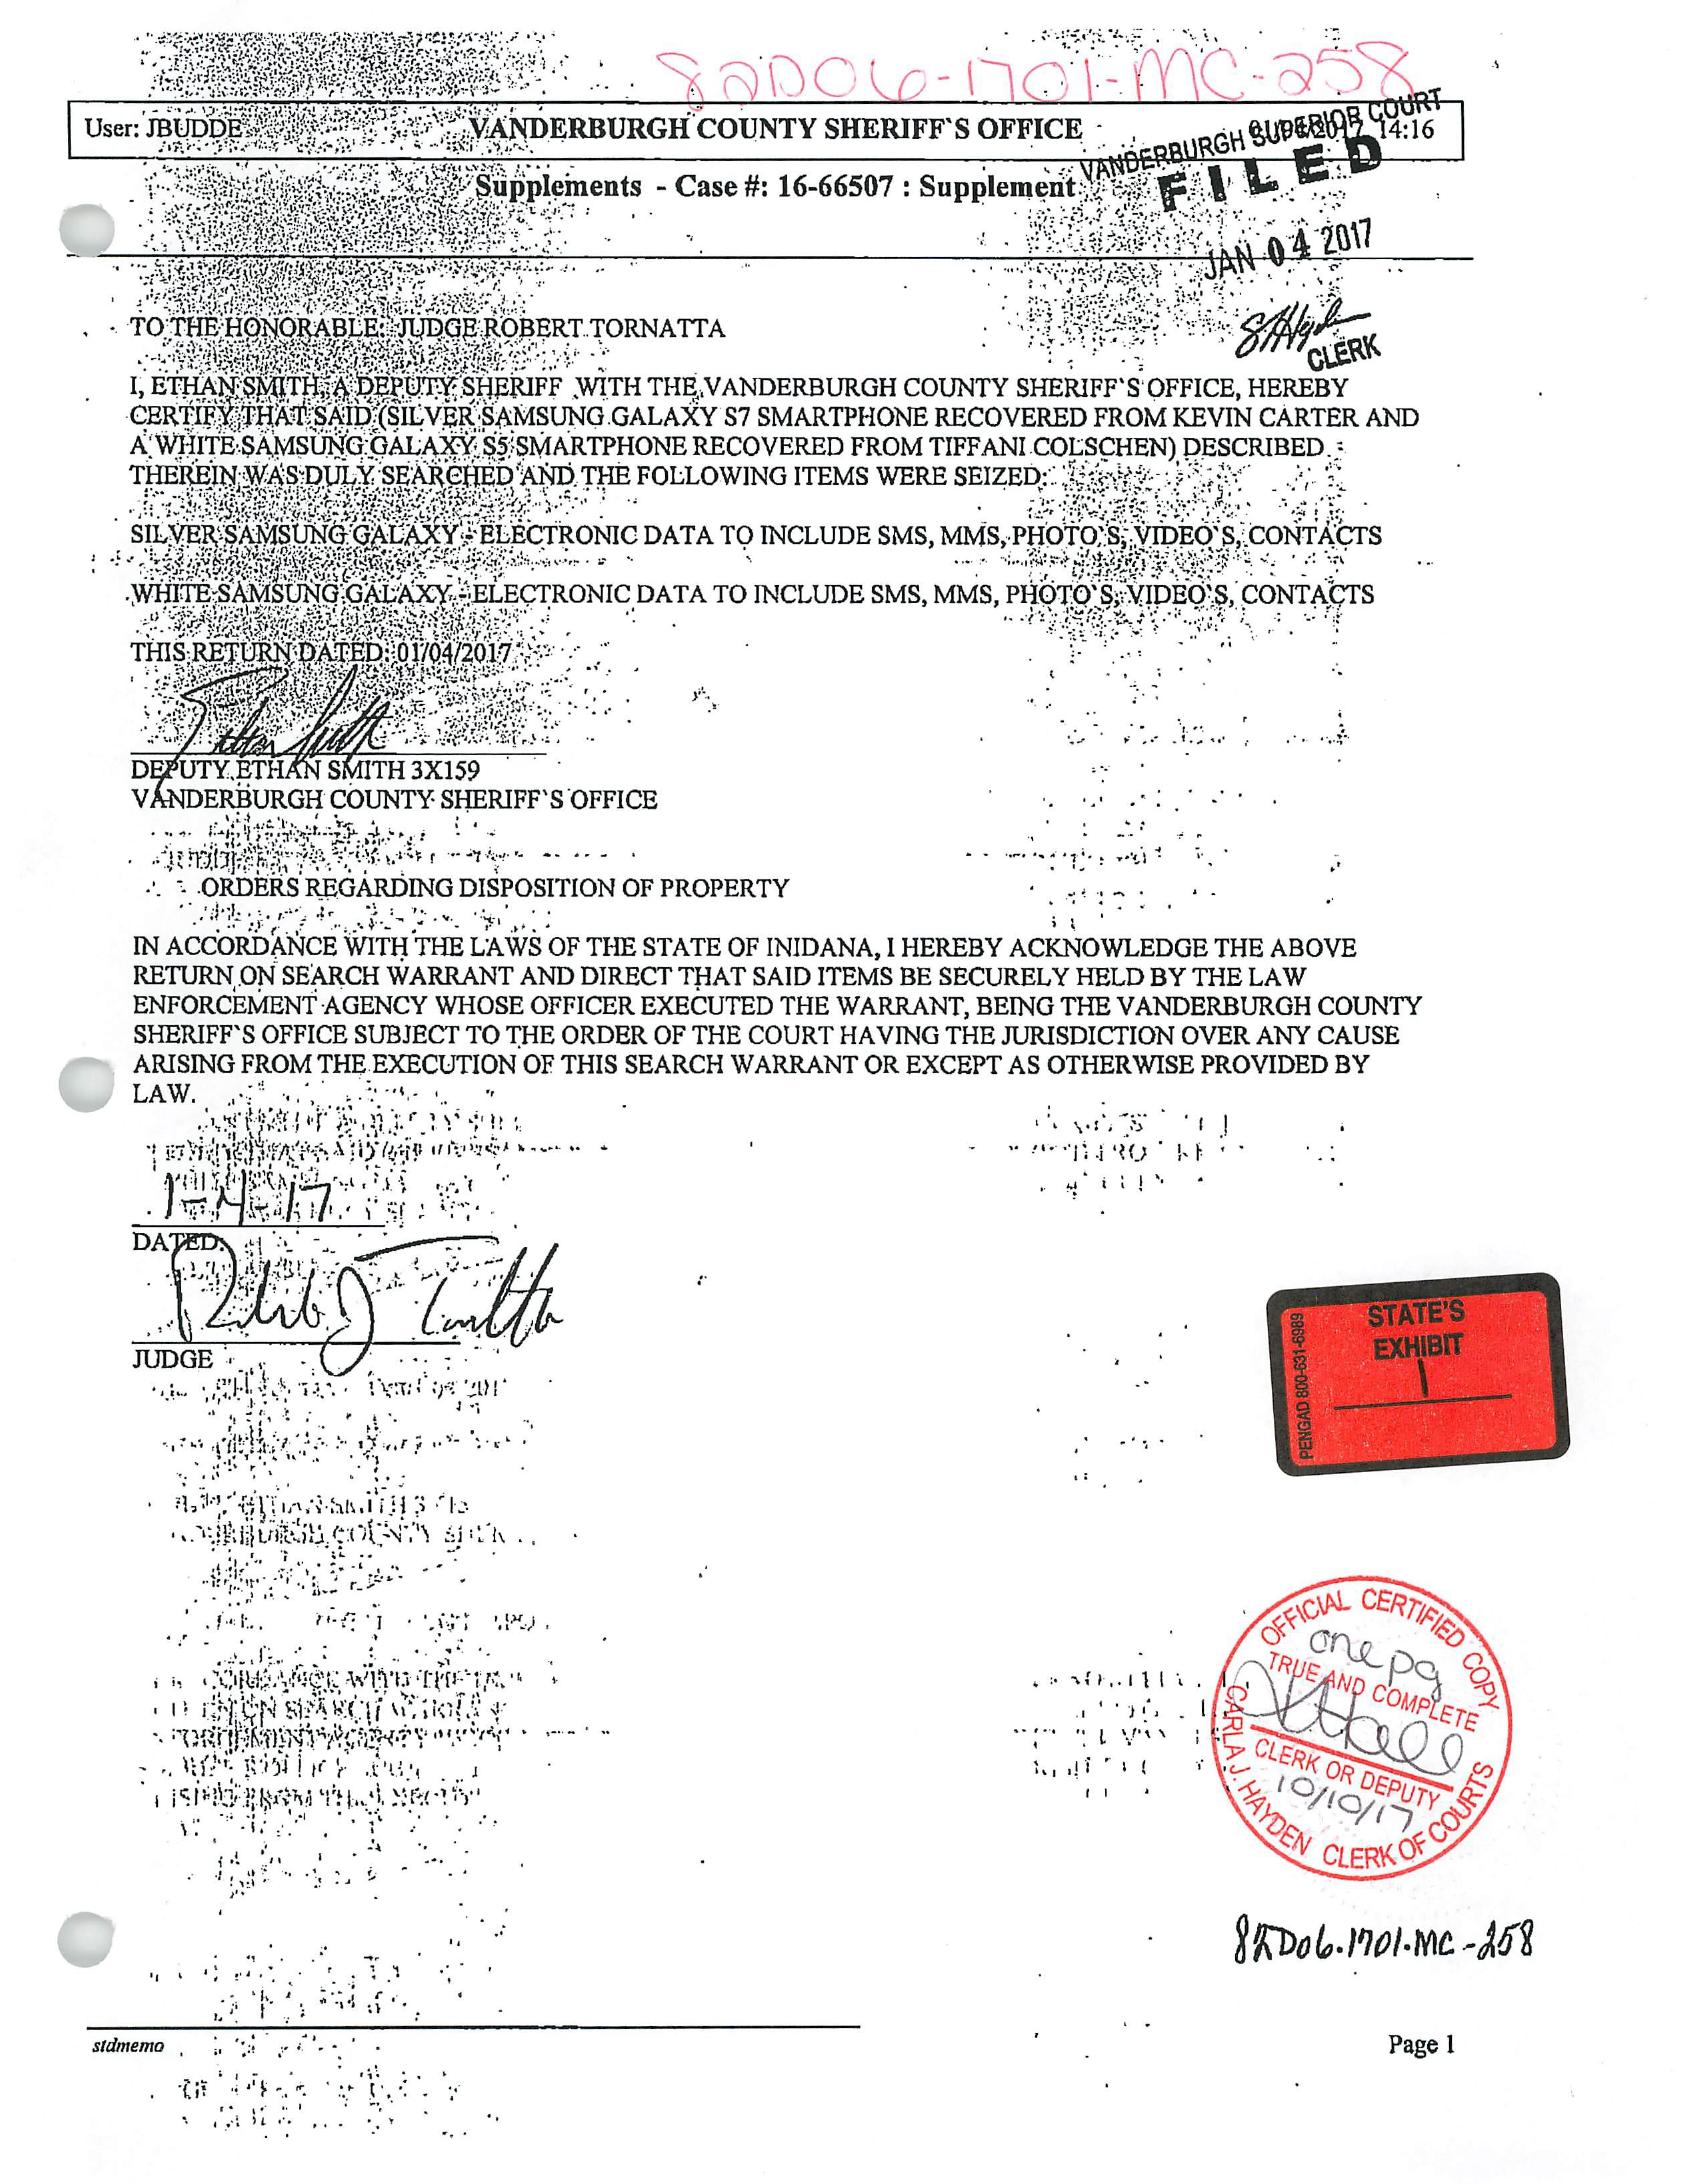 82D06-1701-MC-258
User: JBUDDE VANDERBURGH COUNTY SHERIFF`S OFFICE 14:16
VANDERBURGH SUPERIOR COURT
FILED
Supplements - Case #: 16-66507 : Supplement
JAN 04 2017
CLERK
TO THE HONORABLE: JUDGE ROBERT TORNATTA
I, ETHAN SMITH, A DEPUTY SHERIFF WITH THE VANDERBURGH COUNTY SHERIFF`S OFFICE, HEREBY
CERTIFY THAT SAID (SILVER SAMSUNG GALAXY S7 SMARTPHONE RECOVERED FROM KEVIN CARTER AND
A WHITE SAMSUNG GALAXY S5 SMARTPHONE RECOVERED FROM TIFFANI COLSCHEN) DESCRIBED
THEREIN WAS DULY SEARCHED AND THE FOLLOWING ITEMS WERE SEIZED:
SILVER SAMSUNG GALAXY - ELECTRONIC DATA TO INCLUDE SMS, MMS, PHOTO`S, VIDEO`S, CONTACTS
WHITE SAMSUNG GALAXY - ELECTRONIC DATA TO INCLUDE SMS, MMS, PHOTO`S, VIDEO`S, CONTACTS
THIS RETURN DATED: 01/04/2017
Ethan Smith
DEPUTY ETHAN SMITH 3X159
VANDERBURGH COUNTY SHERIFF`S OFFICE
ORDERS REGARDING DISPOSITION OF PROPERTY
IN ACCORDANCE WITH THE LAWS OF THE STATE OF INIDANA, I HEREBY ACKNOWLEDGE THE ABOVE
RETURN ON SEARCH WARRANT AND DIRECT THAT SAID ITEMS BE SECURELY HELD BY THE LAW
ENFORCEMENT AGENCY WHOSE OFFICER EXECUTED THE WARRANT, BEING THE VANDERBURGH COUNTY
SHERIFF`S OFFICE SUBJECT TO THE ORDER OF THE COURT HAVING THE JURISDICTION OVER ANY CAUSE
ARISING FROM THE EXECUTION OF THIS SEARCH WARRANT OR EXCEPT AS OTHERWISE PROVIDED BY
LAW.
1-4-17
DATED:
JUDGE
STATE'S
EXHIBIT
1
PENGAD 800-631-6989
OFFICIAL CERTIFIED COPY
one pg
TRUE AND COMPLETE
CLERK OR DEPUTY
10/10/17
CARLA J. HAYDEN CLERK OF COURTS
82D06.1701.MC-258
stdmemo Page 1